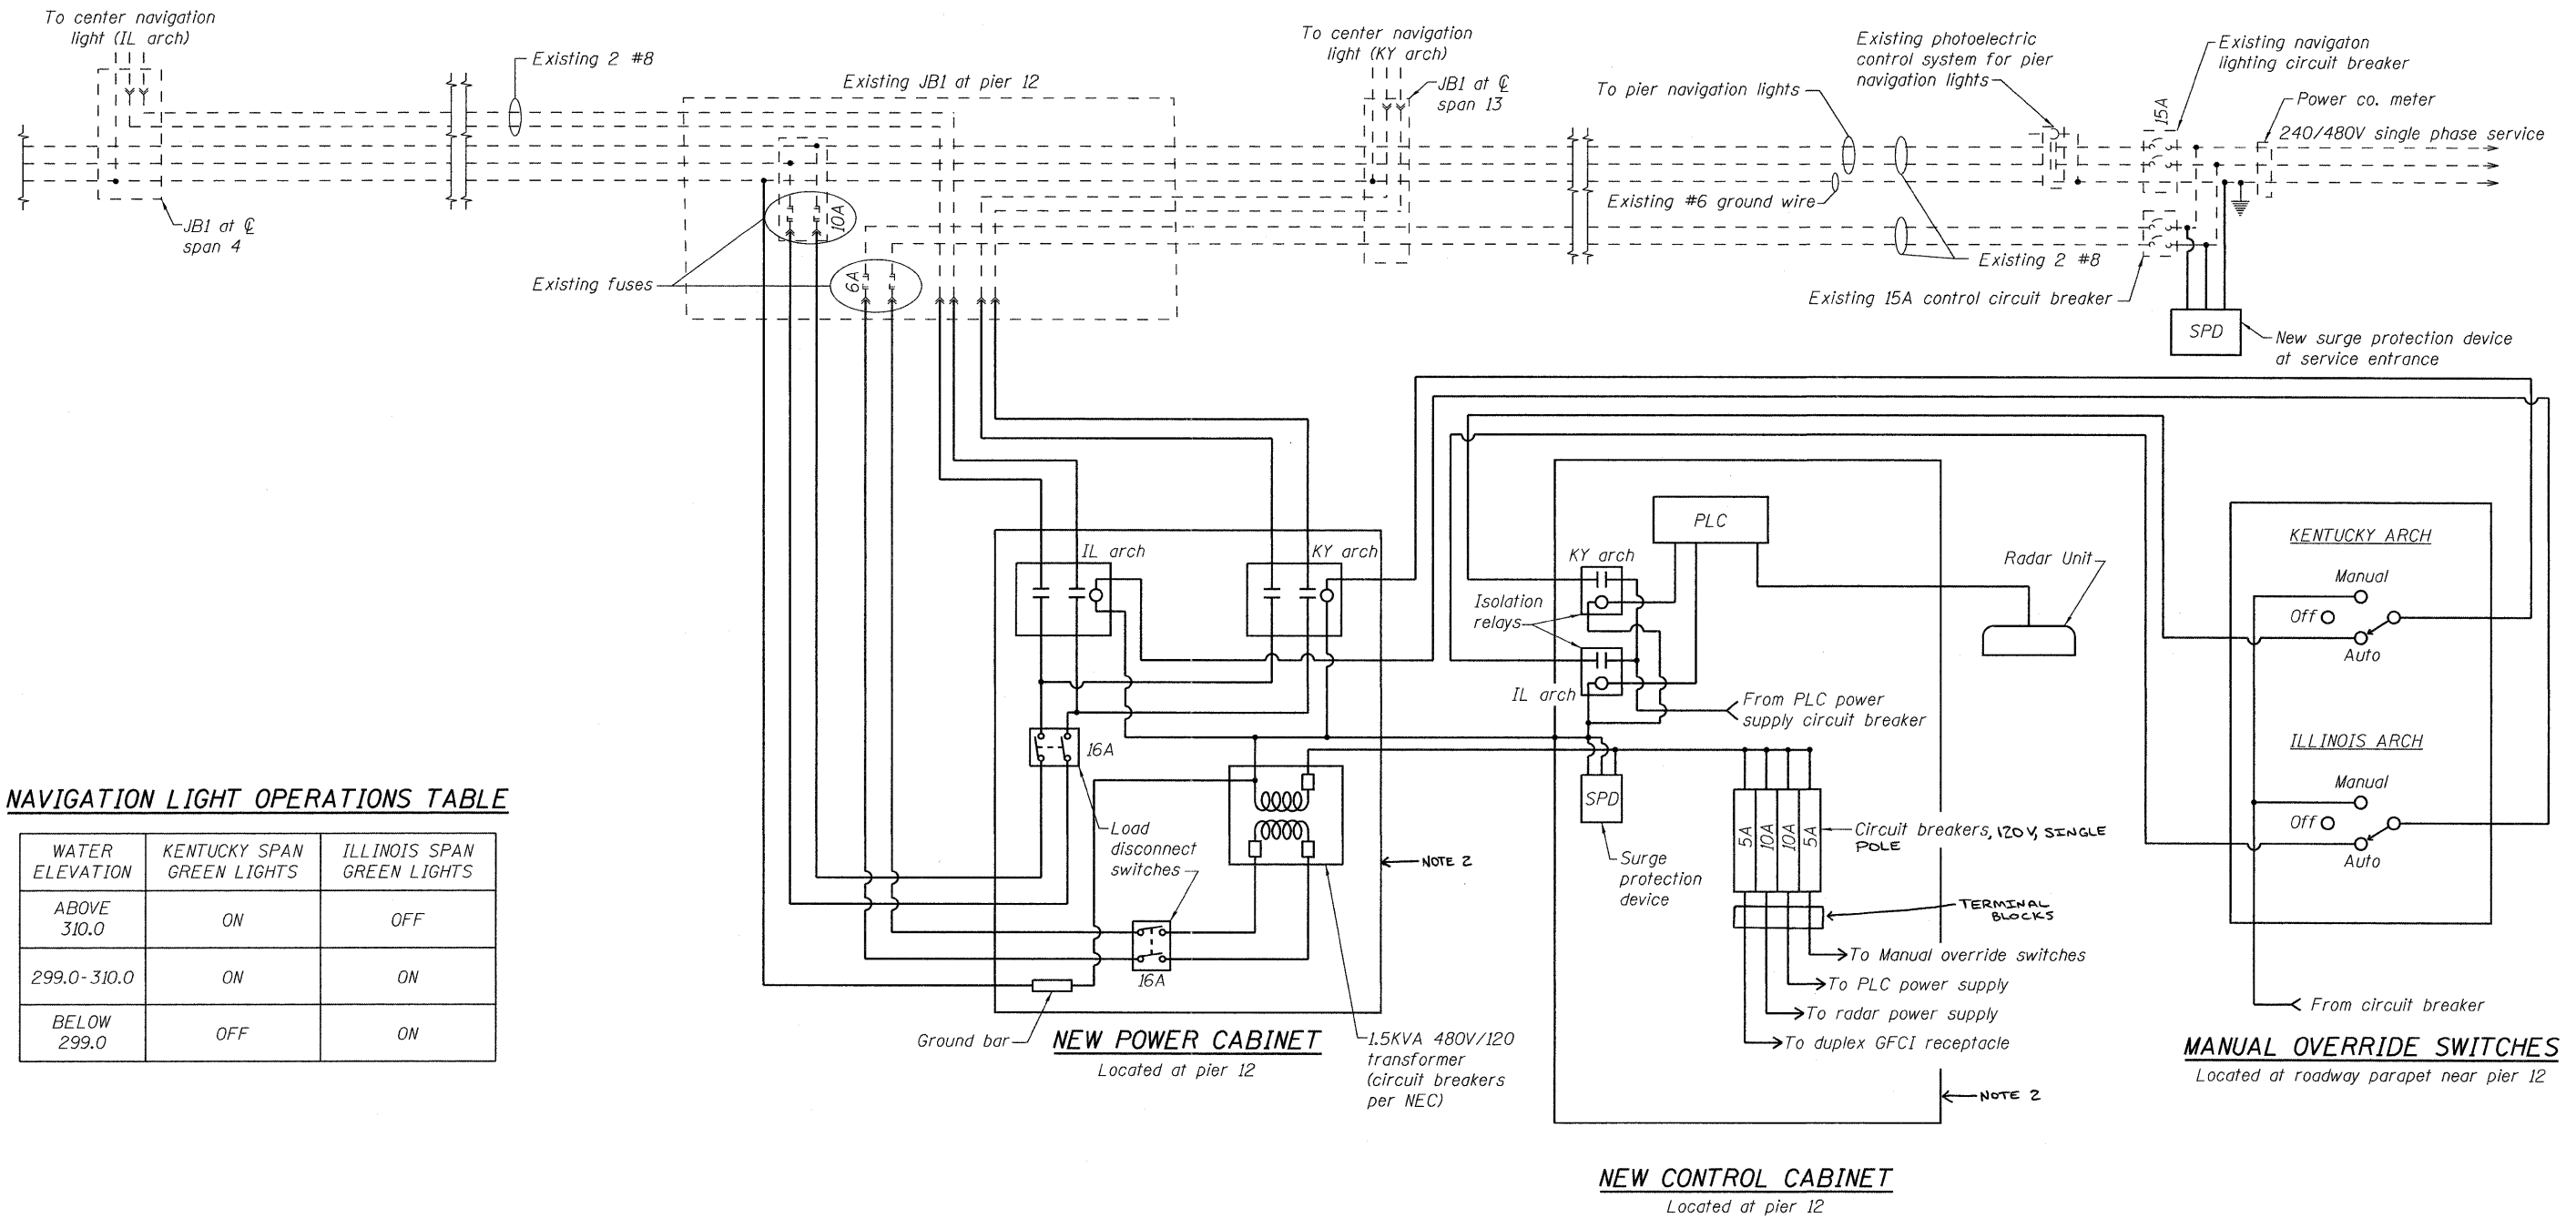 To center navigation
light (IL arch)
Existing 2 #8
Existing JB1 at pier 12
To center navigation
light (KY arch)
JB1 at ℄
span 13
To pier navigation lights
Existing photoelectric
control system for pier
navigation lights
15A
Existing navigaton
lighting circuit breaker
Power co. meter
240/480V single phase service
JB1 at ℄
span 4
10A
Existing #6 ground wire
Existing fuses
6A
Existing 2 #8
Existing 15A control circuit breaker
SPD
New surge protection device
at service entrance
IL arch
KY arch
PLC
KY arch
Isolation
relays
IL arch
Radar Unit
From PLC power
supply circuit breaker
KENTUCKY ARCH
Manual
Off
Auto
ILLINOIS ARCH
Manual
Off
Auto
From circuit breaker
MANUAL OVERRIDE SWITCHES
Located at roadway parapet near pier 12
16A
Load
disconnect
switches
NOTE 2
16A
Ground bar
NEW POWER CABINET
Located at pier 12
1.5KVA 480V/120
transformer
(circuit breakers
per NEC)
SPD
Surge
protection
device
5A
10A
10A
5A
Circuit breakers, 120V, SINGLE
POLE
TERMINAL
BLOCKS
To Manual override switches
To PLC power supply
To radar power supply
To duplex GFCI receptacle
NOTE 2
NEW CONTROL CABINET
Located at pier 12
NAVIGATION LIGHT OPERATIONS TABLE
WATER
ELEVATION
KENTUCKY SPAN
GREEN LIGHTS
ILLINOIS SPAN
GREEN LIGHTS
ABOVE
310.0
ON
OFF
299.0-310.0
ON
ON
BELOW
299.0
OFF
ON